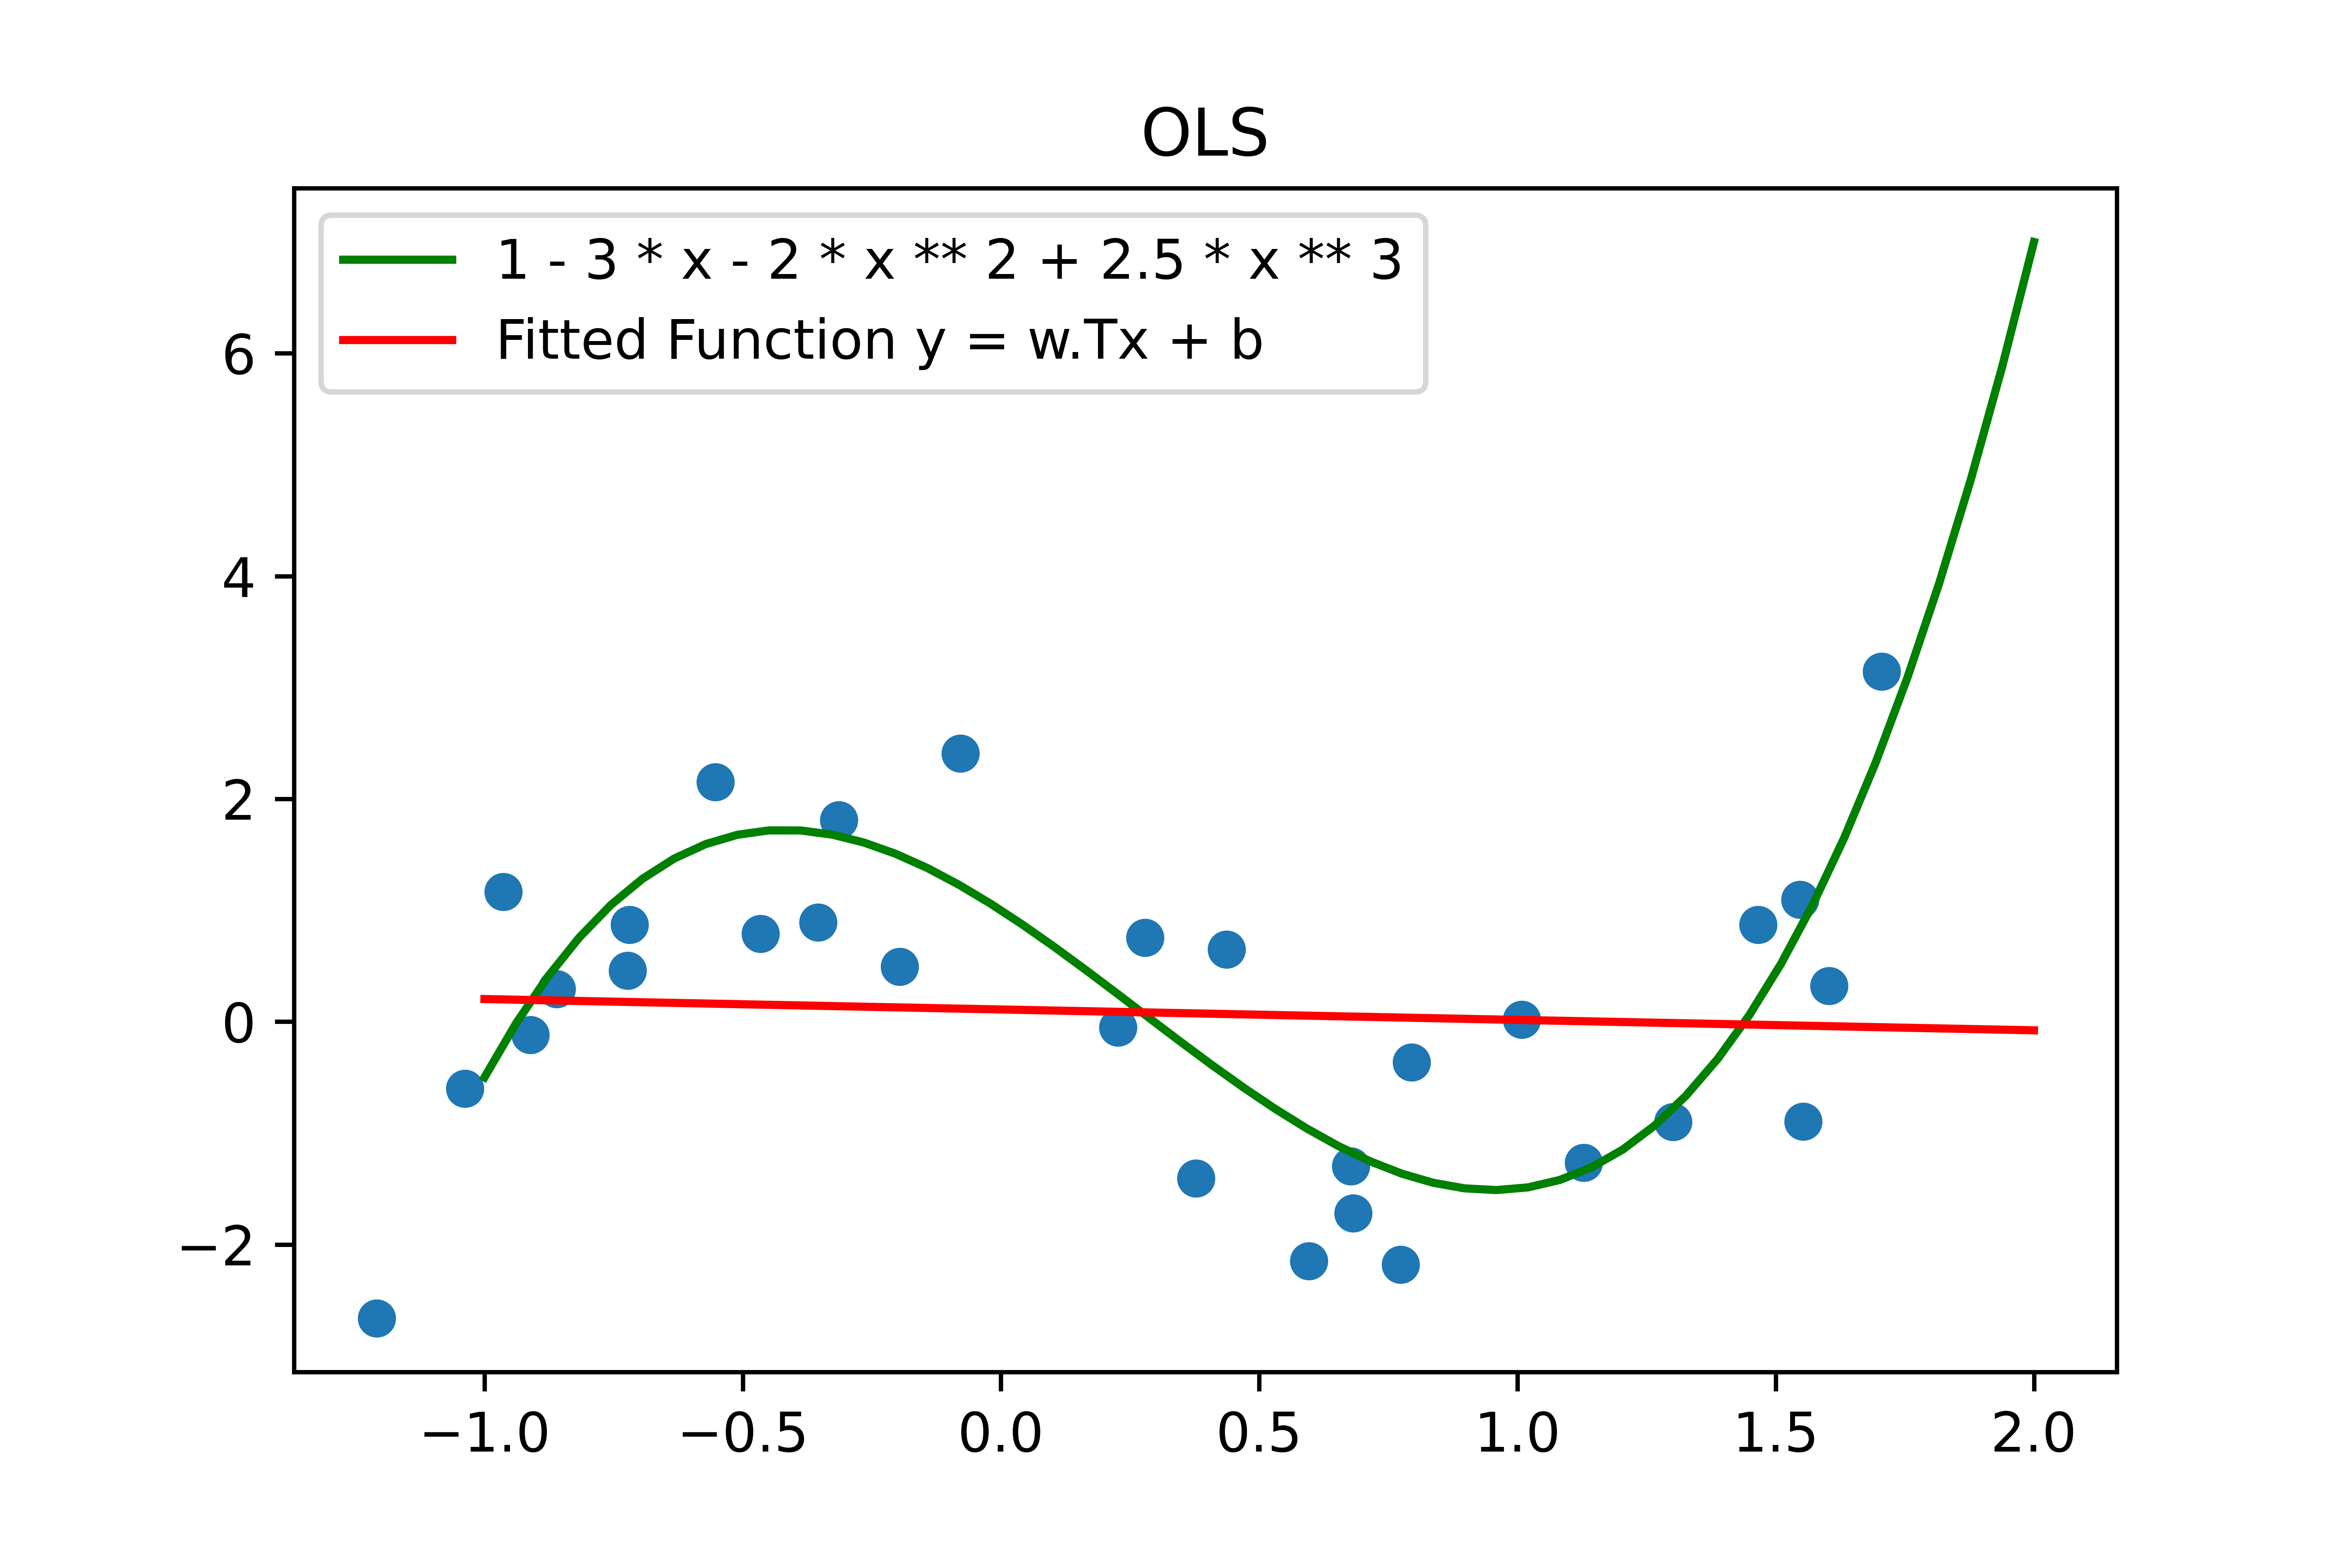 OLS
1 - 3 * x - 2 * x ** 2 + 2.5 * x ** 3
Fitted Function y = w.Tx + b
6
4
2
0
−2
−1.0 −0.5 0.0 0.5 1.0 1.5 2.0